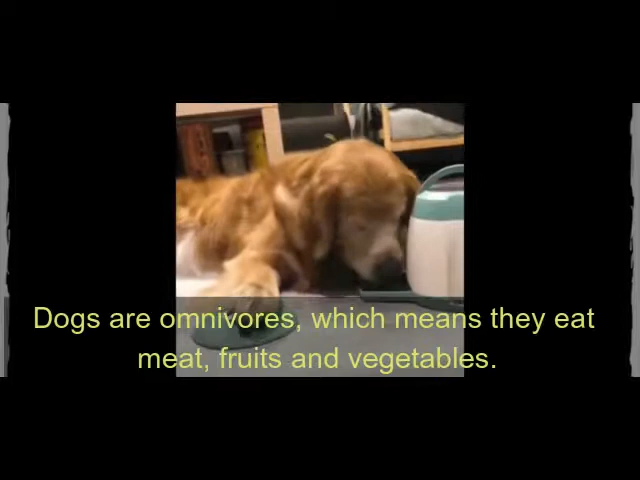 Dogs are omnivores, which means they eat
meat, fruits and vegetables.